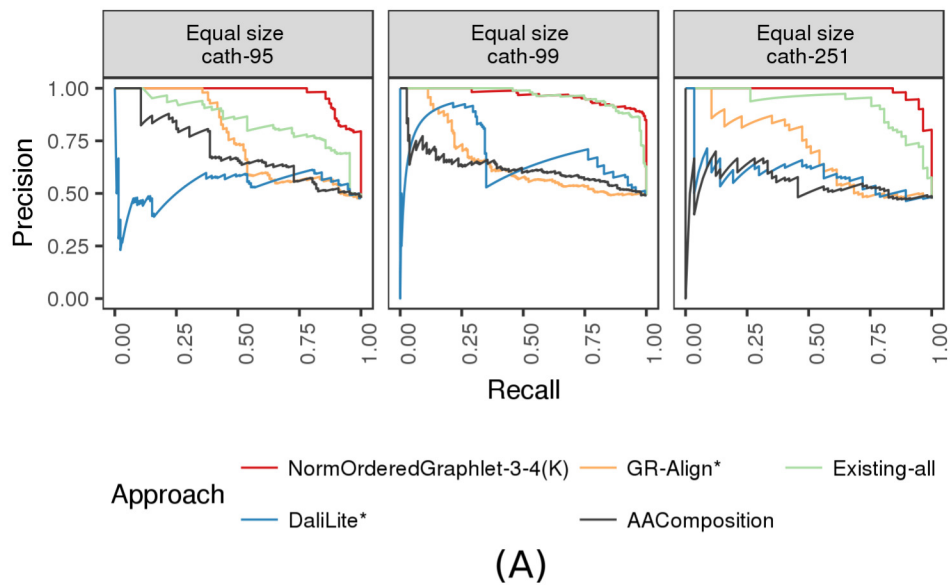 Equal size
cath-95
Equal size
cath-99
Equal size
cath-251
Precision
1.00
0.75
0.50
0.25
0.00
0.00
0.25
0.50
0.75
1.00
0.00
0.25
0.50
0.75
1.00
0.00
0.25
0.50
0.75
1.00
Recall
Approach
NormOrderedGraphlet-3-4(K)
GR-Align*
Existing-all
DaliLite*
AAComposition
(A)